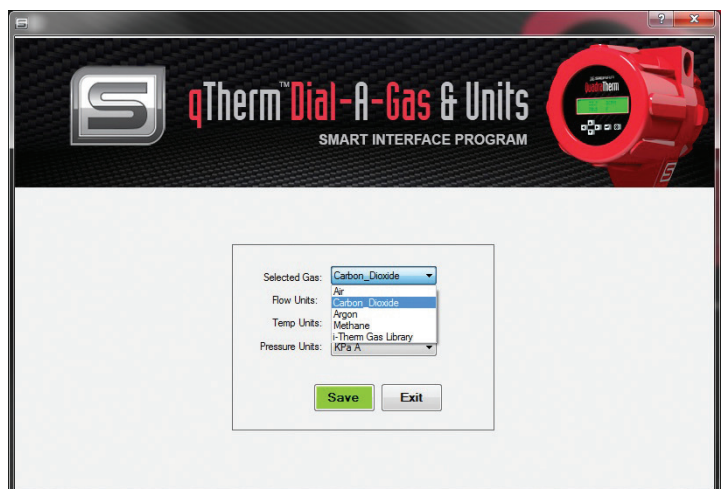 S
?
X
S
qTherm™ Dial-A-Gas & Units
SMART INTERFACE PROGRAM
QuadraTherm
S
Selected Gas: Carbon_Dioxide
Air
Flow Units: Carbon_Dioxide
Argon
Temp Units: Methane
i-Therm Gas Library
Pressure Units: KPa A
Save Exit